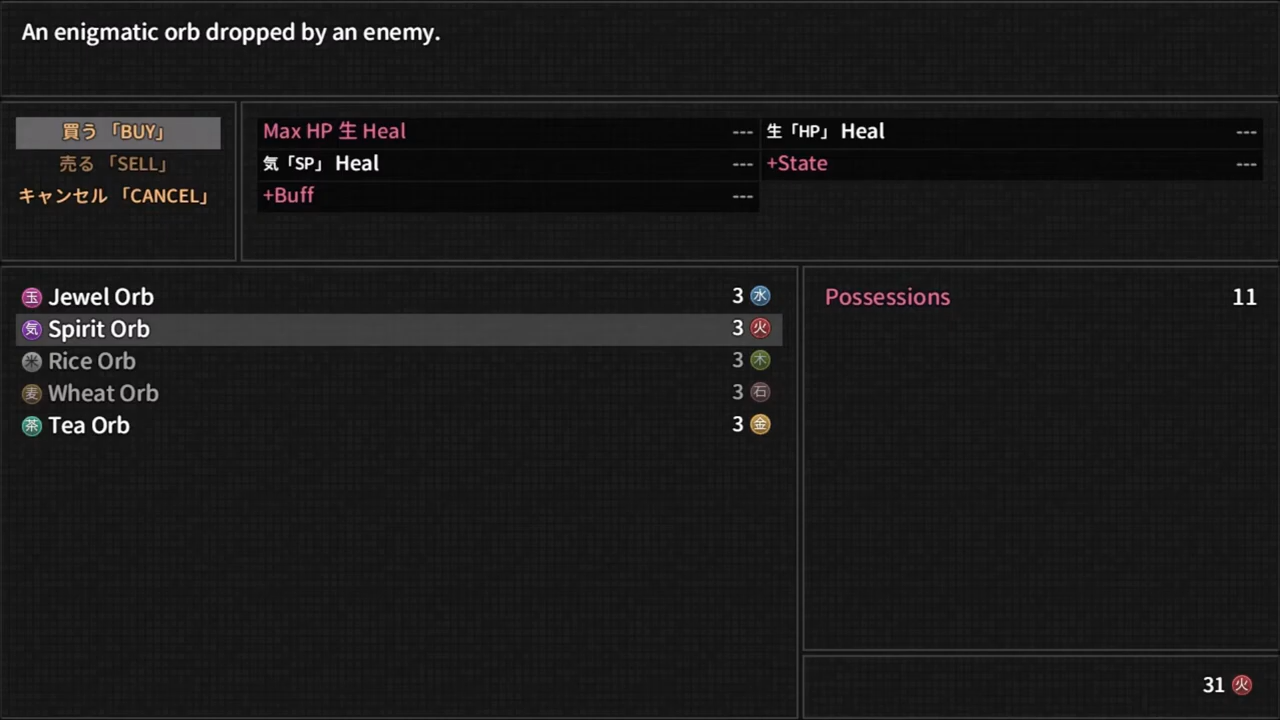 An enigmatic orb dropped by an enemy.
買う「BUY」
売る「SELL」
キャンセル「CANCEL」
Max HP 生 Heal ---
生「HP」 Heal ---
気「SP」 Heal ---
+State ---
+Buff ---
玉 Jewel Orb 3 水
気 Spirit Orb 3 火
米 Rice Orb 3 木
麦 Wheat Orb 3 石
茶 Tea Orb 3 金
Possessions 11
31 火